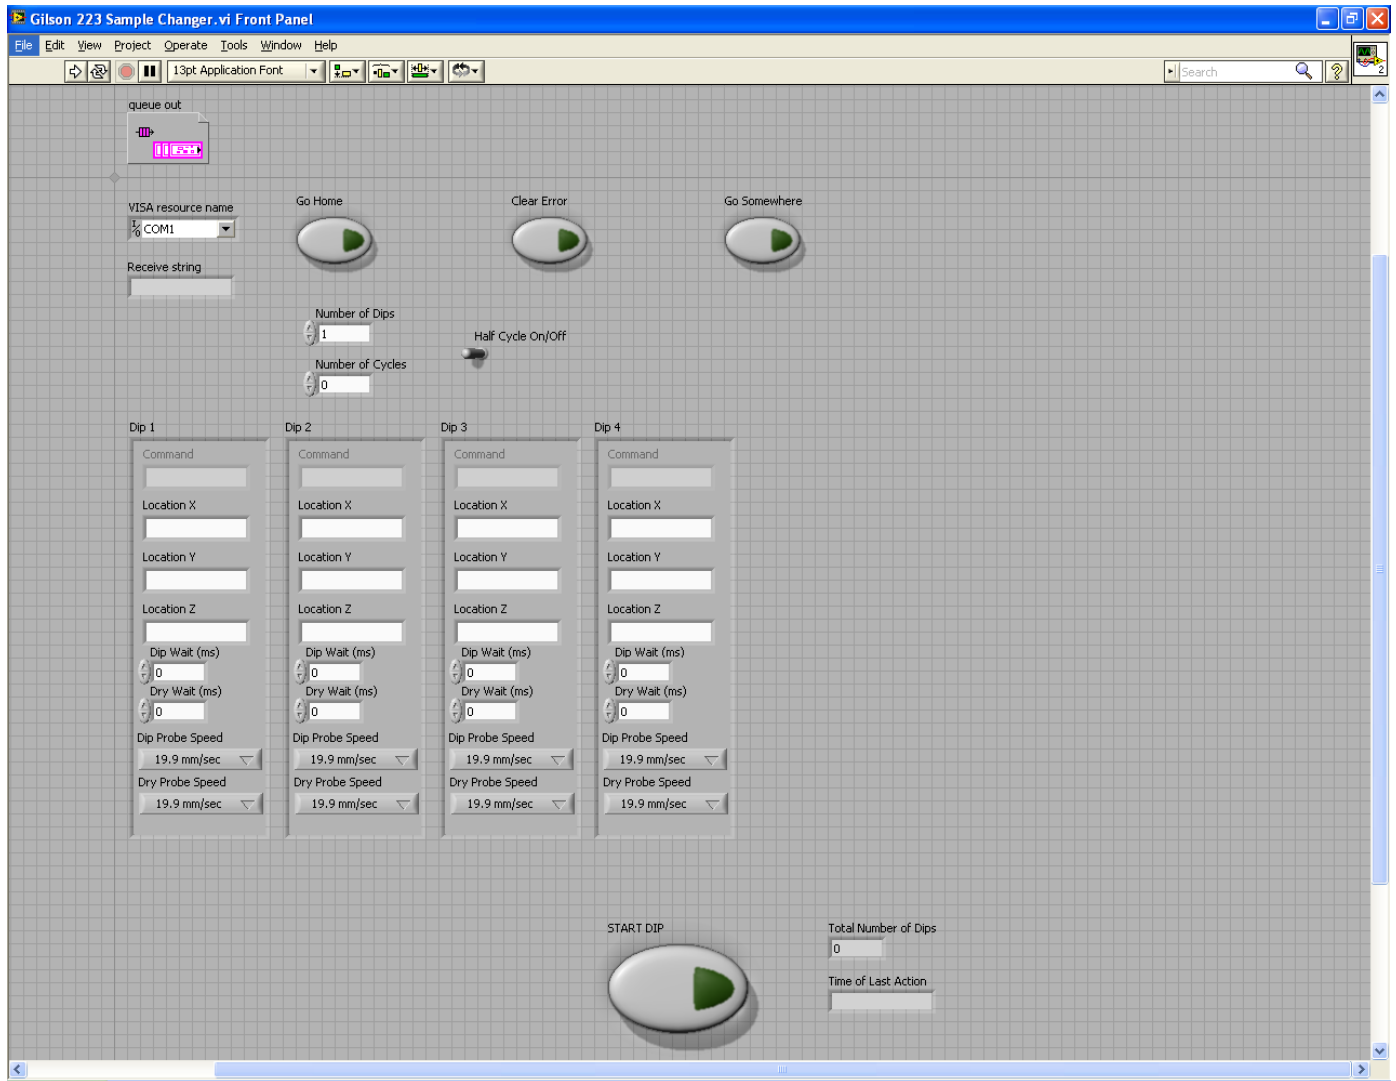 Gilson 223 Sample Changer.vi Front Panel
File Edit View Project Operate Tools Window Help
13pt Application Font
Search
2
queue out
VISA resource name
COM1
Receive string
Go Home
Clear Error
Go Somewhere
Number of Dips
1
Number of Cycles
0
Half Cycle On/Off
Dip 1
Command
Location X
Location Y
Location Z
Dip Wait (ms)
0
Dry Wait (ms)
0
Dip Probe Speed
19.9 mm/sec
Dry Probe Speed
19.9 mm/sec
Dip 2
Command
Location X
Location Y
Location Z
Dip Wait (ms)
0
Dry Wait (ms)
0
Dip Probe Speed
19.9 mm/sec
Dry Probe Speed
19.9 mm/sec
Dip 3
Command
Location X
Location Y
Location Z
Dip Wait (ms)
0
Dry Wait (ms)
0
Dip Probe Speed
19.9 mm/sec
Dry Probe Speed
19.9 mm/sec
Dip 4
Command
Location X
Location Y
Location Z
Dip Wait (ms)
0
Dry Wait (ms)
0
Dip Probe Speed
19.9 mm/sec
Dry Probe Speed
19.9 mm/sec
START DIP
Total Number of Dips
0
Time of Last Action